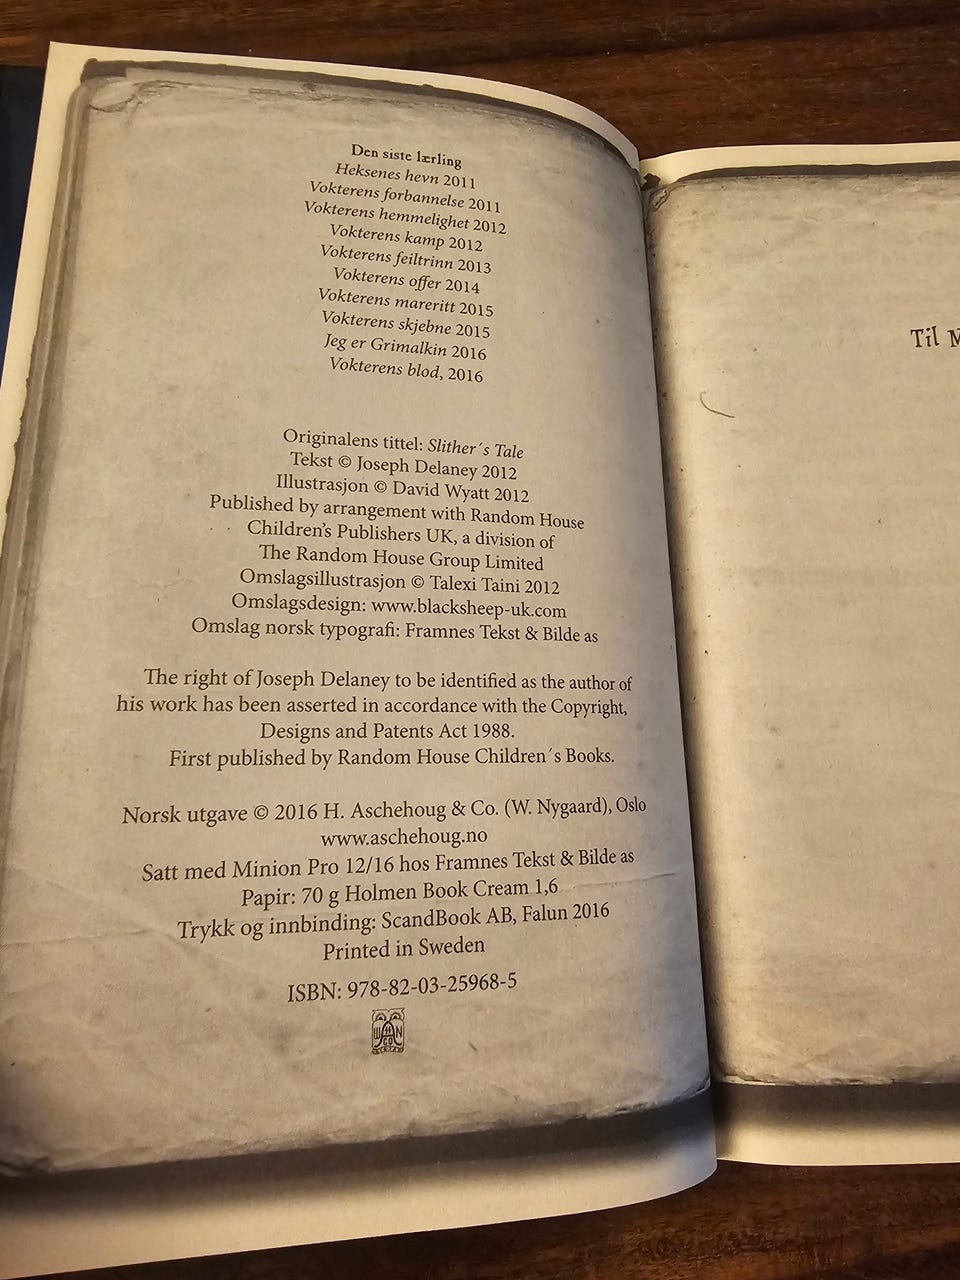 Den siste lærling
Heksenes hevn 2011
Vokterens forbannelse 2011
Vokterens hemmelighet 2012
Vokterens kamp 2012
Vokterens feiltrinn 2013
Vokterens offer 2014
Vokterens mareritt 2015
Vokterens skjebne 2015
Jeg er Grimalkin 2016
Vokterens blod, 2016
Originalens tittel: Slither´s Tale
Tekst © Joseph Delaney 2012
Illustrasjon © David Wyatt 2012
Published by arrangement with Random House
Children’s Publishers UK, a division of
The Random House Group Limited
Omslagsillustrasjon © Talexi Taini 2012
Omslagsdesign: www.blacksheep-uk.com
Omslag norsk typografi: Framnes Tekst & Bilde as
The right of Joseph Delaney to be identified as the author of
his work has been asserted in accordance with the Copyright,
Designs and Patents Act 1988.
First published by Random House Children´s Books.
Norsk utgave © 2016 H. Aschehoug & Co. (W. Nygaard), Oslo
www.aschehoug.no
Satt med Minion Pro 12/16 hos Framnes Tekst & Bilde as
Papir: 70 g Holmen Book Cream 1,6
Trykk og innbinding: ScandBook AB, Falun 2016
Printed in Sweden
ISBN: 978-82-03-25968-5
Til